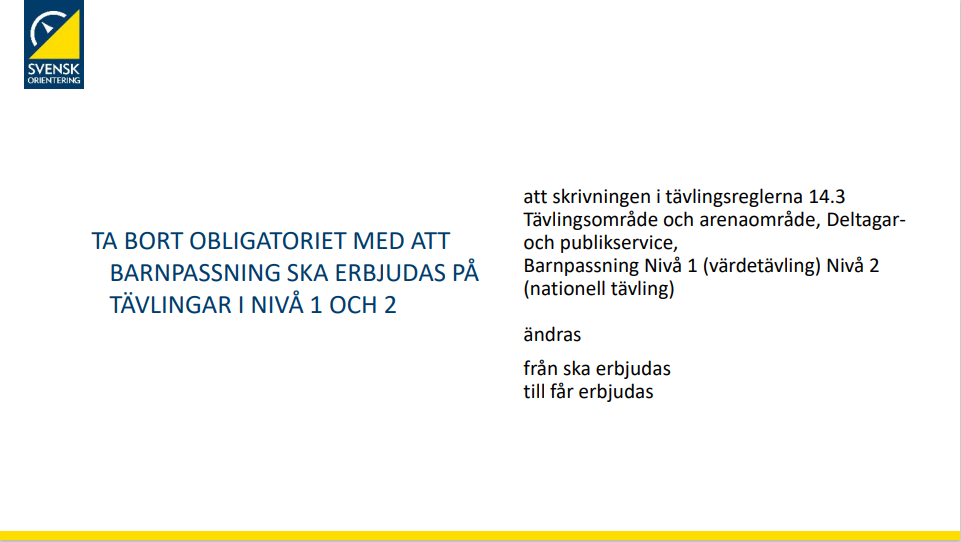 SVENSK
ORIENTERING
TA BORT OBLIGATORIET MED ATT
BARNPASSNING SKA ERBJUDAS PÅ
TÄVLINGAR I NIVÅ 1 OCH 2
att skrivningen i tävlingsreglerna 14.3
Tävlingsområde och arenaområde, Deltagar-
och publikservice,
Barnpassning Nivå 1 (värdetävling) Nivå 2
(nationell tävling)
ändras
från ska erbjudas
till får erbjudas